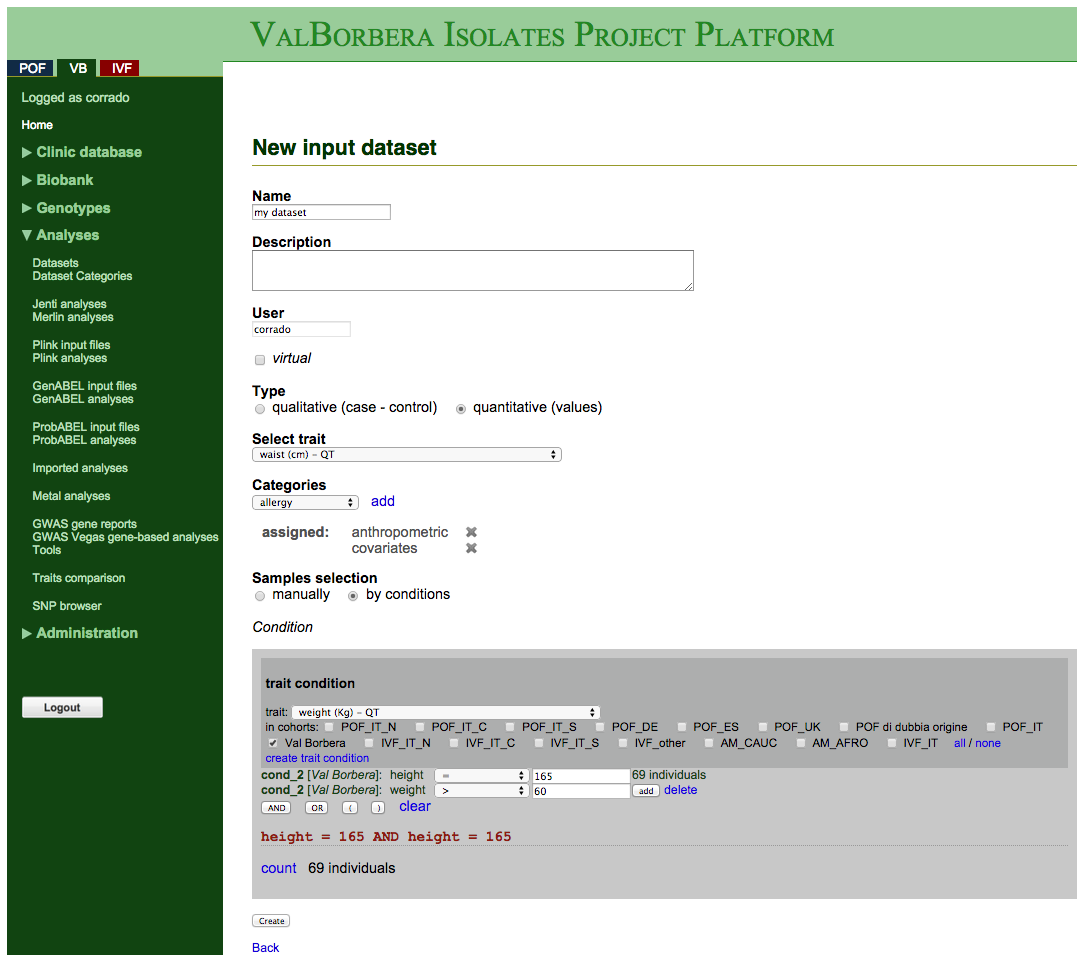 VALBORBERA ISOLATES PROJECT PLATFORM
POF VB IVF
Logged as corrado
Home
▶ Clinic database
▶ Biobank
▶ Genotypes
▼ Analyses
Datasets
Dataset Categories
Jenti analyses
Merlin analyses
Plink input files
Plink analyses
GenABEL input files
GenABEL analyses
ProbABEL input files
ProbABEL analyses
Imported analyses
Metal analyses
GWAS gene reports
GWAS Vegas gene-based analyses
Tools
Traits comparison
SNP browser
▶ Administration
Logout
New input dataset
Name
my dataset
Description
User
corrado
virtual
Type
qualitative (case - control) quantitative (values)
Select trait
waist (cm) – QT
Categories
allergy add
assigned: anthropometric ✖
covariates ✖
Samples selection
manually by conditions
Condition
trait condition
trait: weight (Kg) – QT
in cohorts: POF_IT_N POF_IT_C POF_IT_S POF_DE POF_ES POF_UK POF di dubbia origine POF_IT
Val Borbera IVF_IT_N IVF_IT_C IVF_IT_S IVF_other AM_CAUC AM_AFRO IVF_IT all / none
create trait condition
cond_2 [Val Borbera]: height = 165 69 individuals
cond_2 [Val Borbera]: weight > 60 add delete
AND OR ( ) clear
height = 165 AND height = 165
count 69 individuals
Create
Back